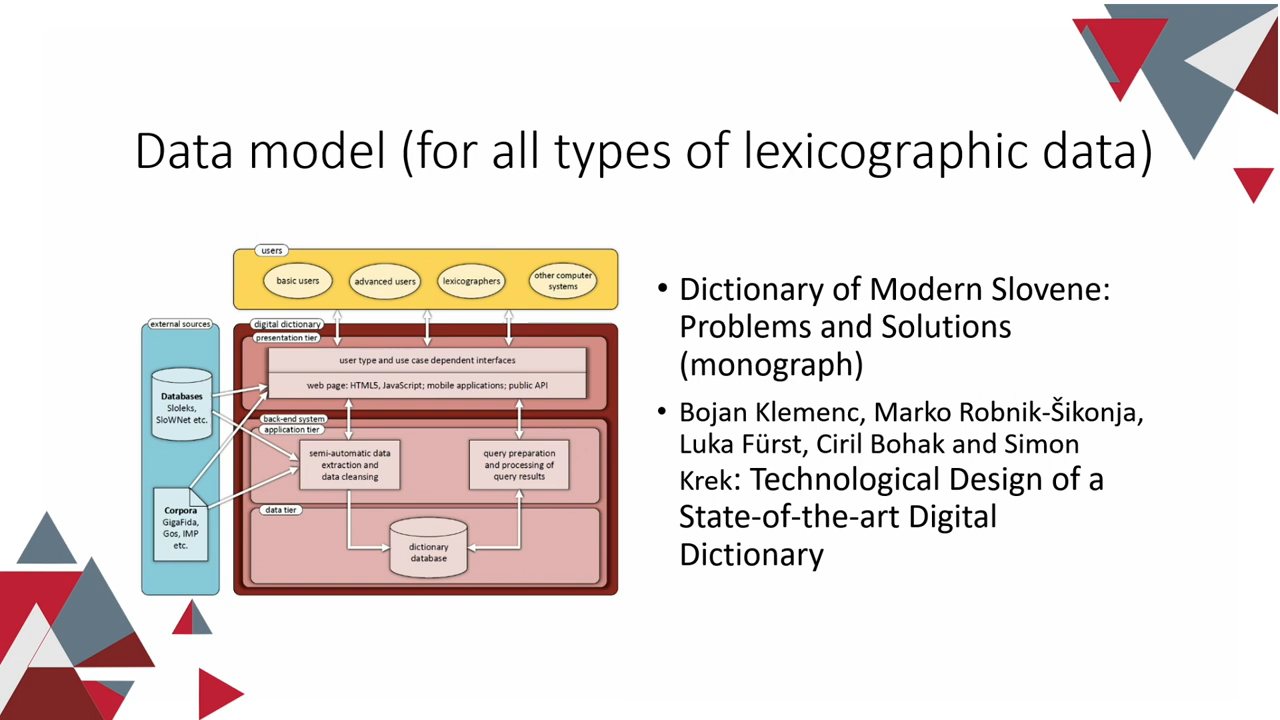 Data model (for all types of lexicographic data)
users
basic users
advanced users
lexicographers
other computer
systems
external sources
Databases
Sloleks,
SloWNet etc.
Corpora
GigaFida,
Gos, IMP
etc.
digital dictionary
presentation tier
user type and use case dependent interfaces
web page: HTML5, JavaScript; mobile applications; public API
back-end system
application tier
semi-automatic data
extraction and
data cleansing
query preparation
and processing of
query results
data tier
dictionary
database
• Dictionary of Modern Slovene:
Problems and Solutions
(monograph)
• Bojan Klemenc, Marko Robnik-Šikonja,
Luka Fürst, Ciril Bohak and Simon
Krek: Technological Design of a
State-of-the-art Digital
Dictionary